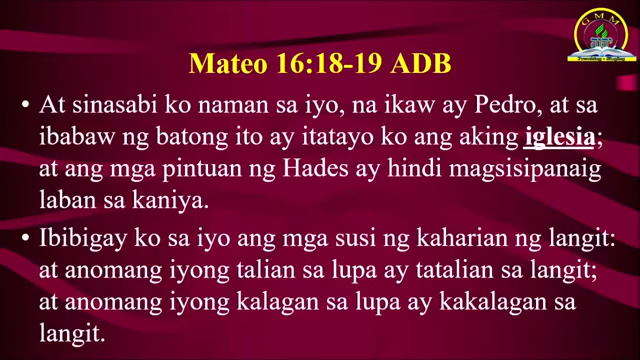 GMM
Preaching - Singing
Mateo 16:18-19 ADB
• At sinasabi ko naman sa iyo, na ikaw ay Pedro, at sa
ibabaw ng batong ito ay itatayo ko ang aking iglesia;
at ang mga pintuan ng Hades ay hindi magsisipanaig
laban sa kaniya.
• Ibibigay ko sa iyo ang mga susi ng kaharian ng langit:
at anomang iyong talian sa lupa ay tatalian sa langit;
at anomang iyong kalagan sa lupa ay kakalagan sa
langit.